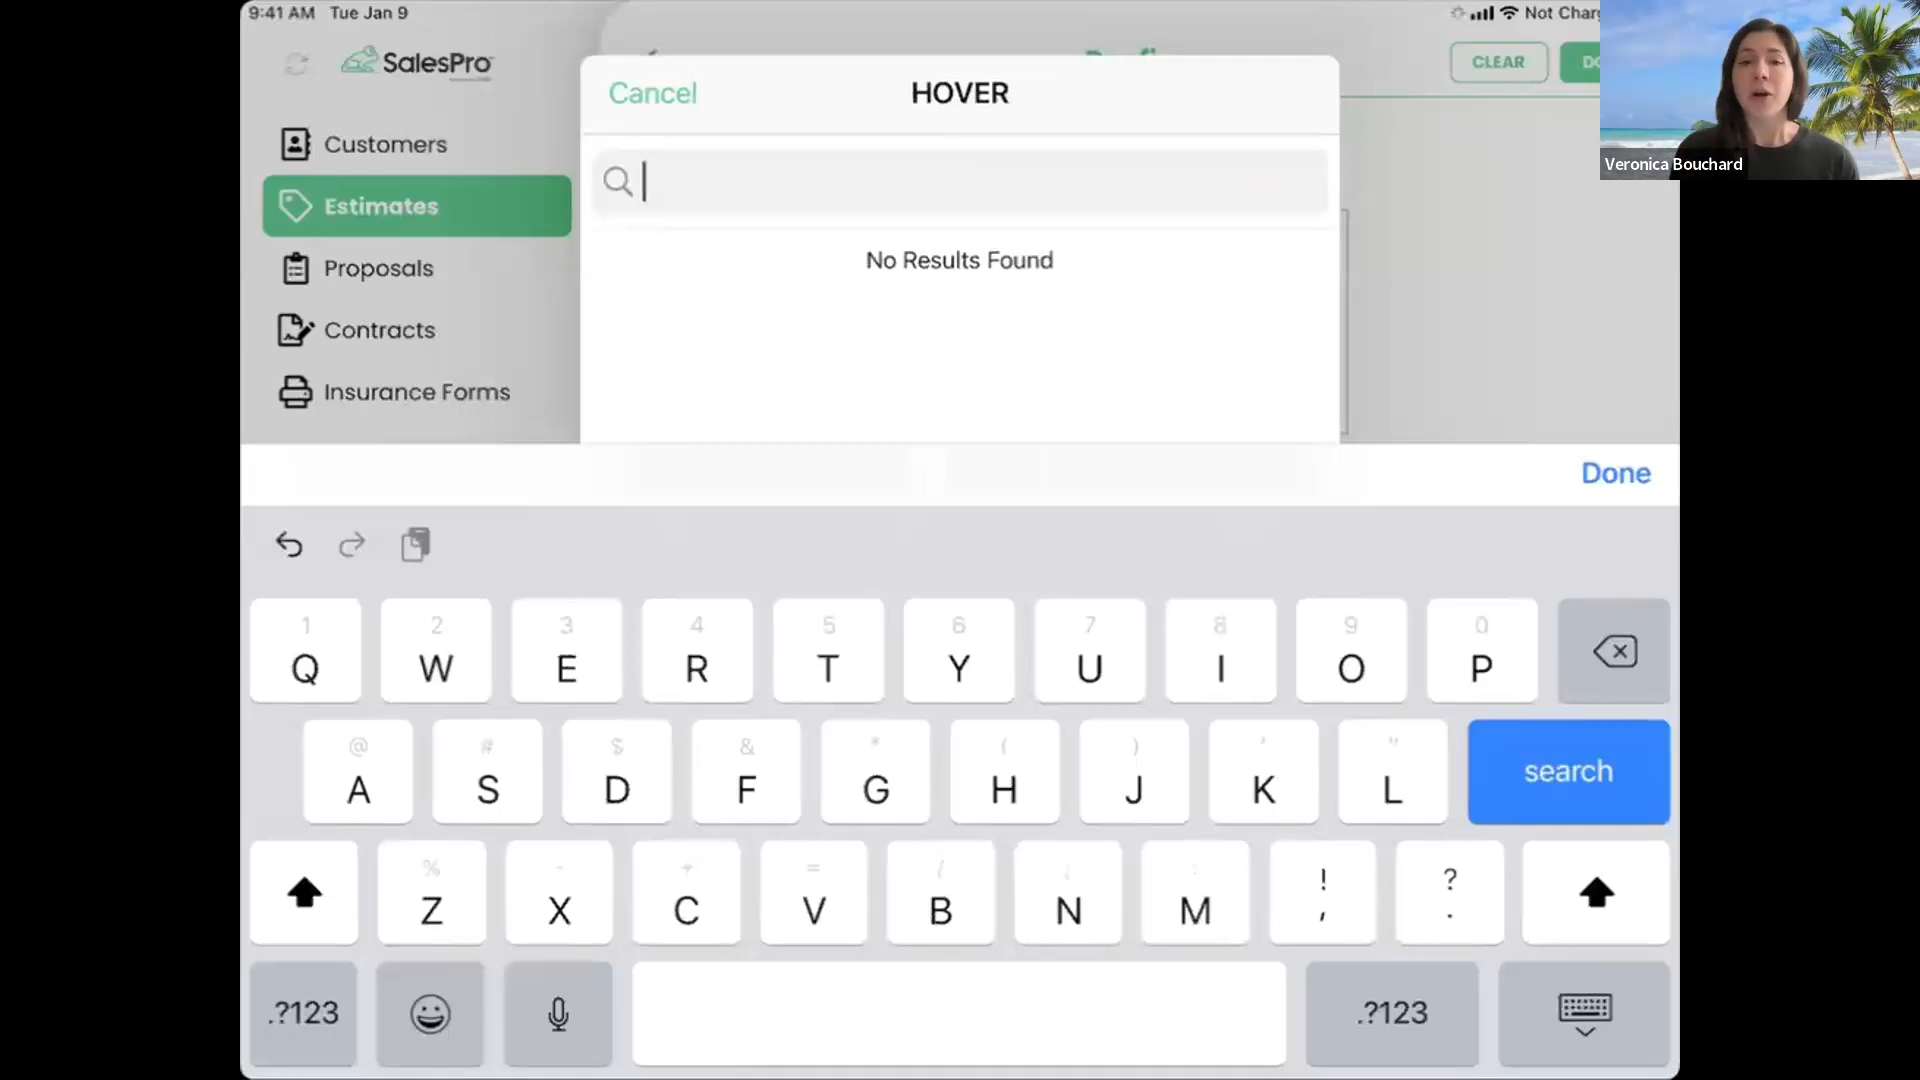 9:41 AM Tue Jan 9
Not Char
SalesPro
Customers
Estimates
Proposals
Contracts
Insurance Forms
CLEAR
Cancel
HOVER
No Results Found
Veronica Bouchard
Done
1 2 3 4 5 6 7 8 9 0
Q W E R T Y U I O P
@ # $ & * ( ) ' "
A S D F G H J K L
search
% - + = / ; : ! ?
Z X C V B N M , .
.?123
.?123